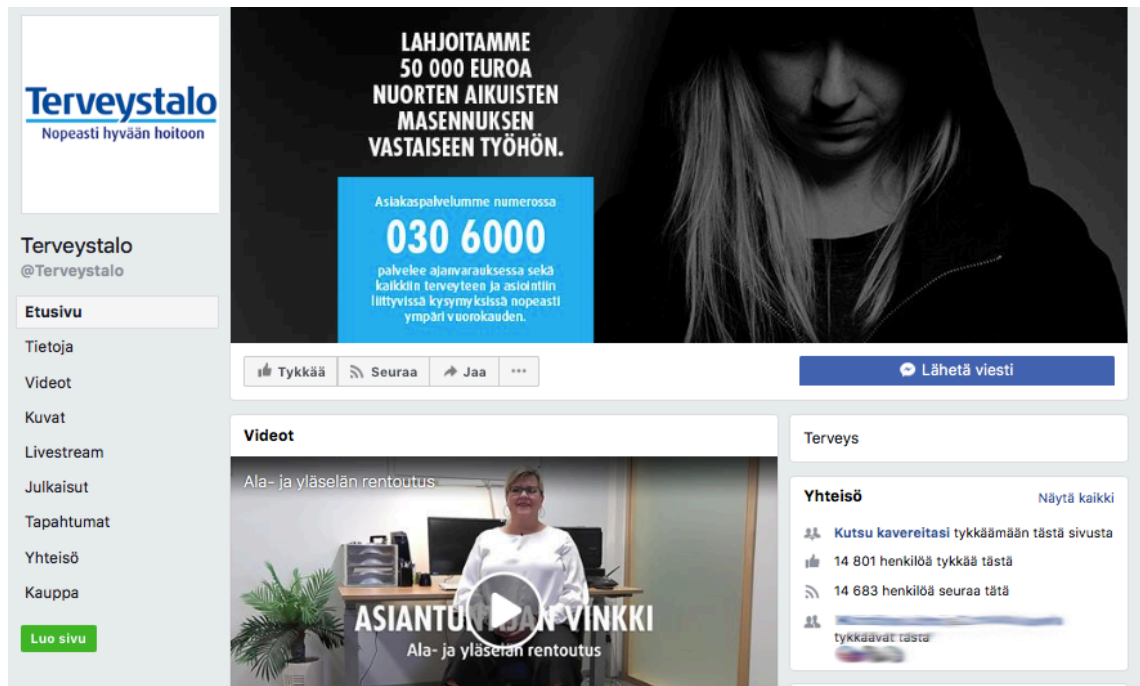 Terveystalo
Nopeasti hyvään hoitoon
Terveystalo
@Terveystalo
Etusivu
Tietoja
Videot
Kuvat
Livestream
Julkaisut
Tapahtumat
Yhteisö
Kauppa
Luo sivu
LAHJOITAMME
50 000 EUROA
NUORTEN AIKUISTEN
MASENNUKSEN
VASTAISEEN TYÖHÖN.
Asiakaspalvelumme numerossa
030 6000
palvelee ajanvarauksessa sekä
kaikkiin terveyteen ja asiointiin
liittyvissä kysymyksissä nopeasti
ympäri vuorokauden.
Tykkää Seuraa Jaa ···
Lähetä viesti
Videot
Ala- ja yläselän rentoutus
VINKKI
Ala- ja yläselän rentoutus
Terveys
Yhteisö Näytä kaikki
Kutsu kavereitasi tykkäämään tästä sivusta
14 801 henkilöä tykkää tästä
14 683 henkilöä seuraa tätä
tykkäävät tästä